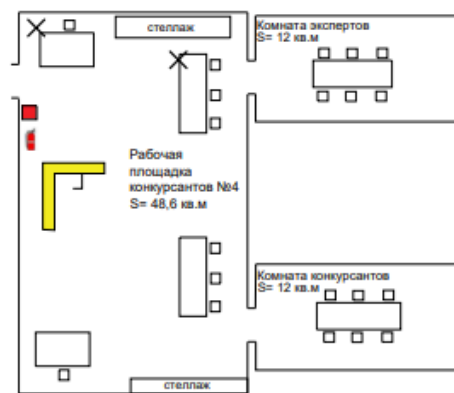 стеллаж
Комната экспертов
S= 12 кв.м
Рабочая
площадка
конкурсантов №4
S= 48,6 кв.м
Комната конкурсантов
S= 12 кв.м
стеллаж